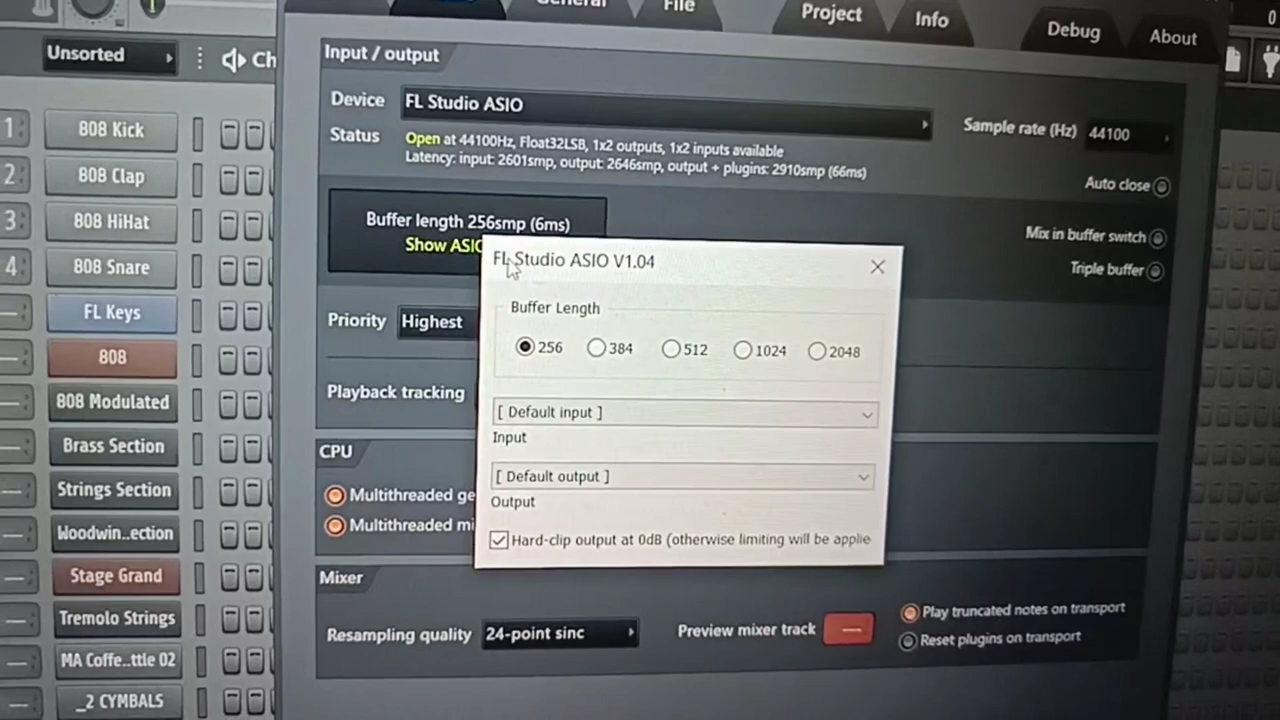 General
File
Project
Info
Debug
About
0
Unsorted
Ch
Input / output
Device
FL Studio ASIO
Sample rate (Hz)
44100
Status
Open at 44100Hz, Float32LSB, 1x2 outputs, 1x2 inputs available
Latency: input: 2601smp, output: 2646smp, output + plugins: 2910smp (66ms)
Auto close
Mix in buffer switch
Triple buffer
Buffer length 256smp (6ms)
Show ASIO
Priority
Highest
Playback tracking
CPU
Multithreaded ge
Multithreaded mi
Mixer
Resampling quality
24-point sinc
Preview mixer track
Play truncated notes on transport
Reset plugins on transport
FL Studio ASIO V1.04
Buffer Length
256
384
512
1024
2048
[ Default input ]
Input
[ Default output ]
Output
Hard-clip output at 0dB (otherwise limiting will be applie
1
808 Kick
2
808 Clap
3
808 HiHat
4
808 Snare
FL Keys
808
808 Modulated
Brass Section
Strings Section
Woodwin..ection
Stage Grand
Tremolo Strings
MA Coffe..ttle 02
_2 CYMBALS